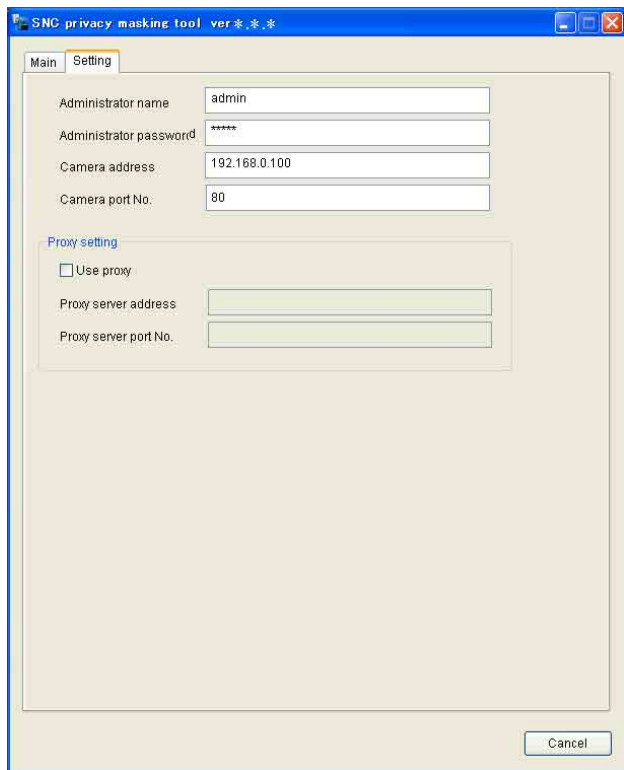 SNC privacy masking tool ver*.*.*
Main Setting
Administrator name admin
Administrator password *****
Camera address 192.168.0.100
Camera port No. 80
Proxy setting
Use proxy
Proxy server address
Proxy server port No.
Cancel